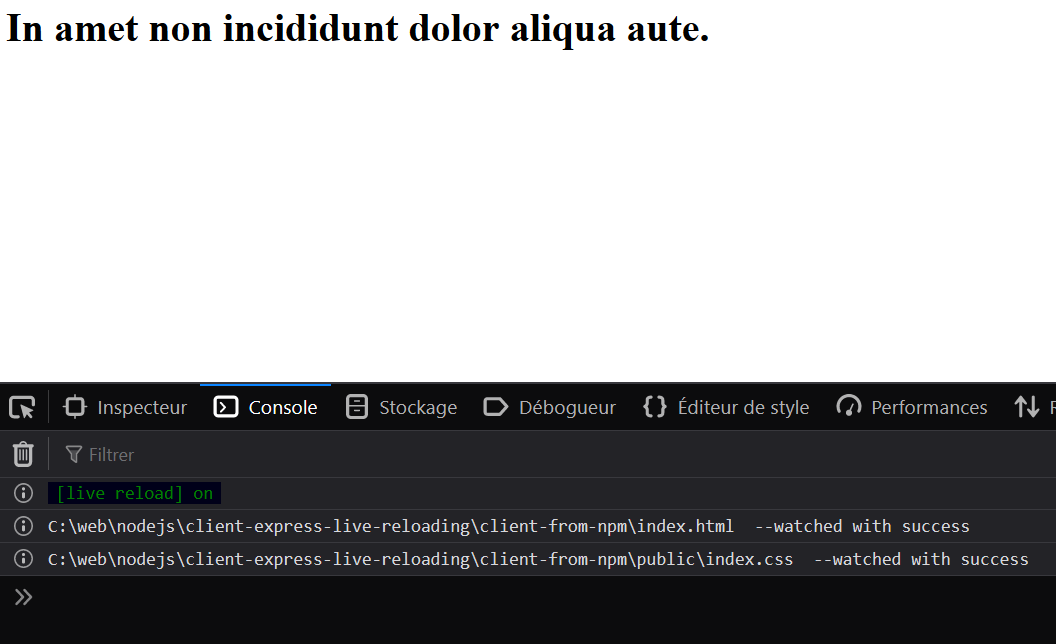 In amet non incididunt dolor aliqua aute.
Inspecteur Console Stockage Débogueur Éditeur de style Performances
Filtrer
[live reload] on
C:\web\nodejs\client-express-live-reloading\client-from-npm\index.html --watched with success
C:\web\nodejs\client-express-live-reloading\client-from-npm\public\index.css --watched with success